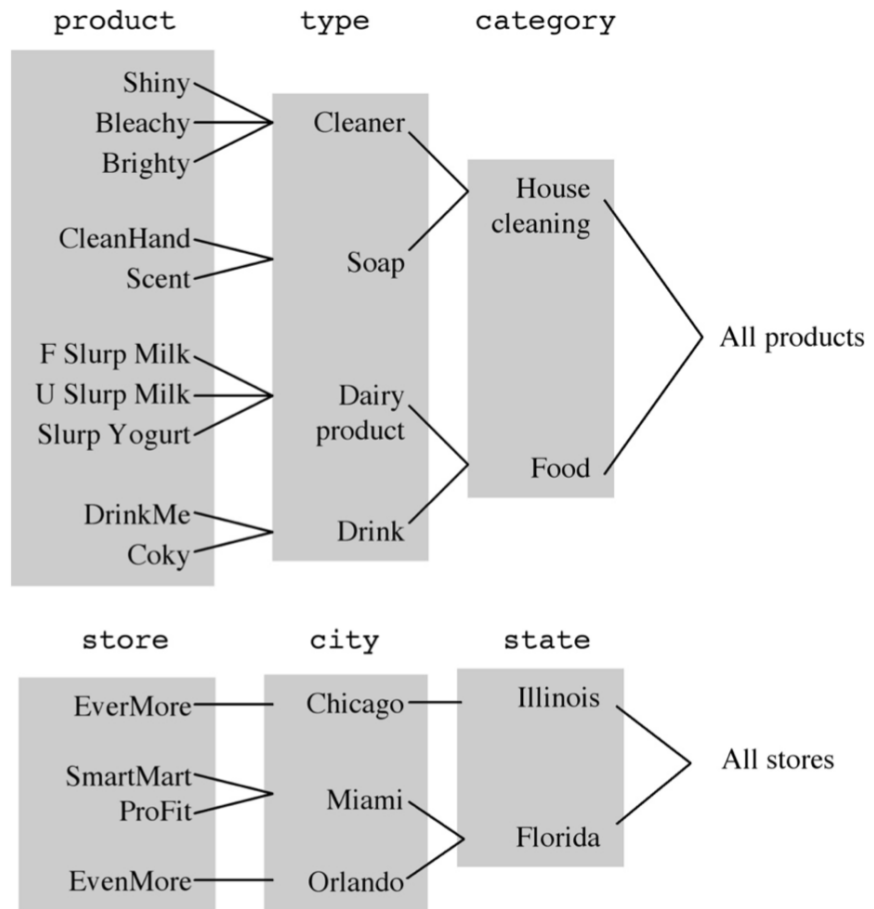 product type category
Shiny
Bleachy
Brighty
Cleaner
CleanHand
Scent
Soap
House
cleaning
F Slurp Milk
U Slurp Milk
Slurp Yogurt
Dairy
product
DrinkMe
Coky
Drink
Food
All products
store city state
EverMore
Chicago
Illinois
SmartMart
ProFit
Miami
EvenMore
Orlando
Florida
All stores